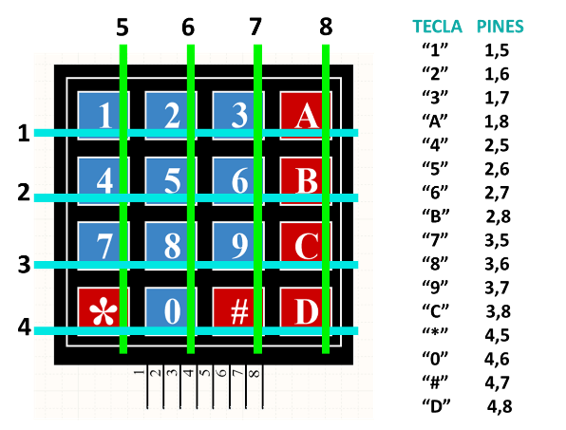 5 6 7 8
1 2 3 A
1
4 5 6 B
2
7 8 9 C
3
* 0 # D
4
1 2 3 4 5 6 7 8
TECLA PINES
“1” 1,5
“2” 1,6
“3” 1,7
“A” 1,8
“4” 2,5
“5” 2,6
“6” 2,7
“B” 2,8
“7” 3,5
“8” 3,6
“9” 3,7
“C” 3,8
“*” 4,5
“0” 4,6
“#” 4,7
“D” 4,8